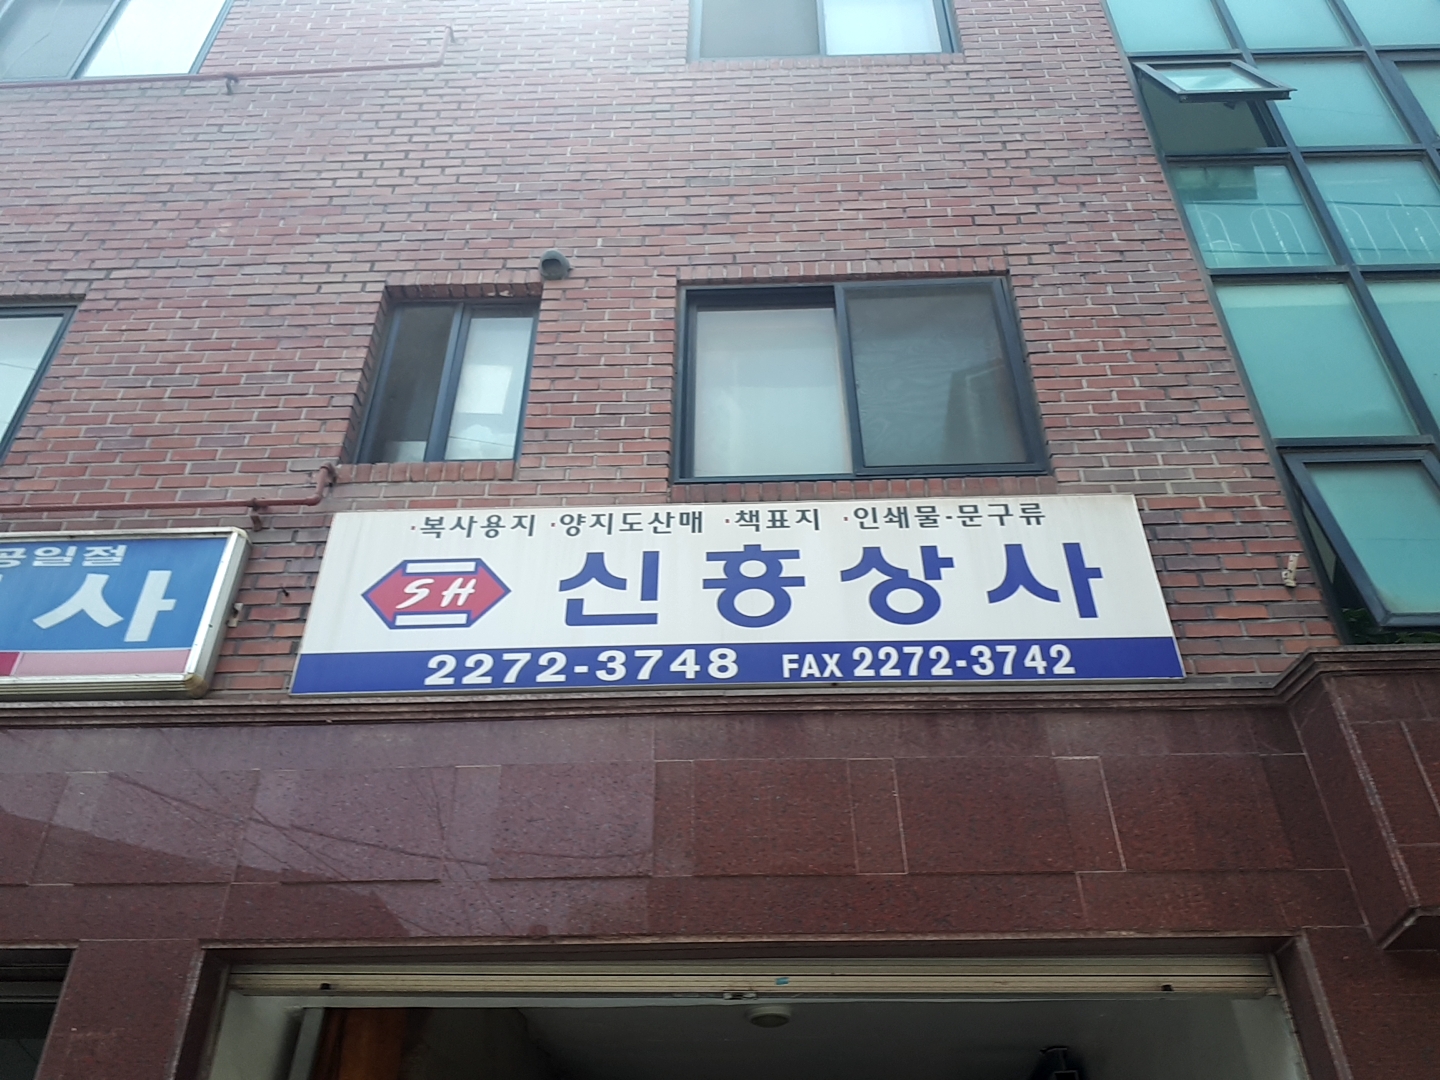 ·복사용지 ·양지도산매 ·책표지 ·인쇄물·문구류
SH 신흥상사
2272-3748 FAX 2272-3742
공일절
사